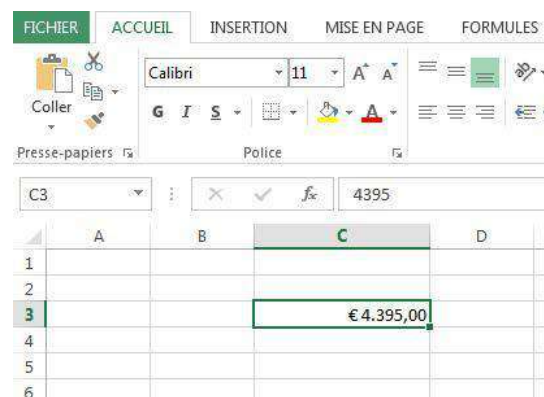 FICHIER ACCUEIL INSERTION MISE EN PAGE FORMULES
Coller
Calibri 11 A A
G I S A
Presse-papiers Police
C3 fx 4395
A B C D
1
2
3 € 4.395,00
4
5
6